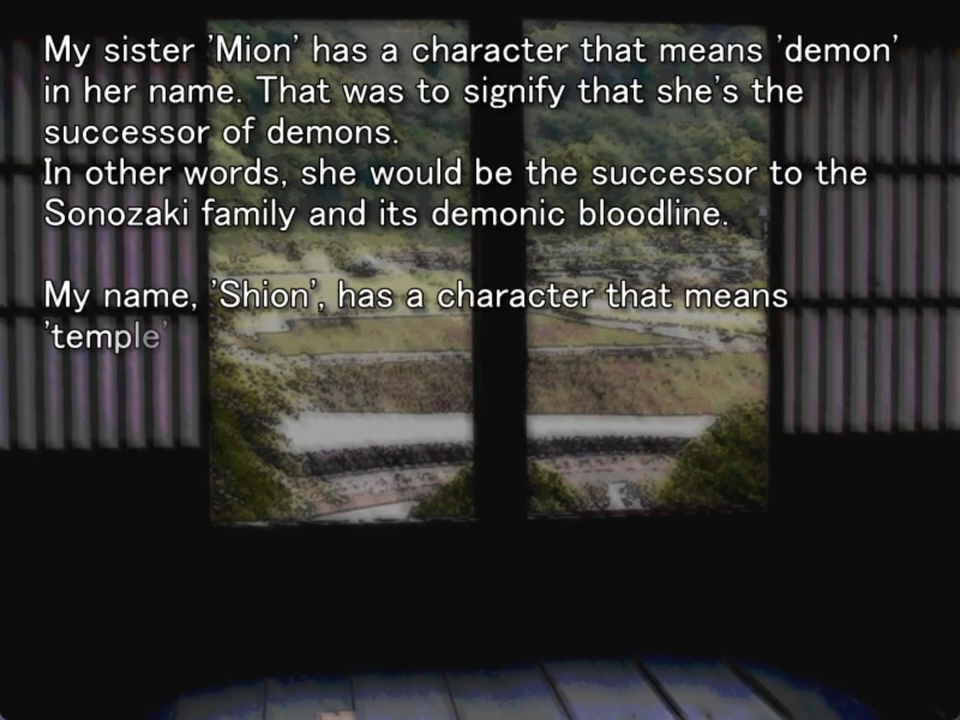 My sister 'Mion' has a character that means 'demon'
in her name. That was to signify that she's the
successor of demons.
In other words, she would be the successor to the
Sonozaki family and its demonic bloodline.
My name, 'Shion', has a character that means
'temple'